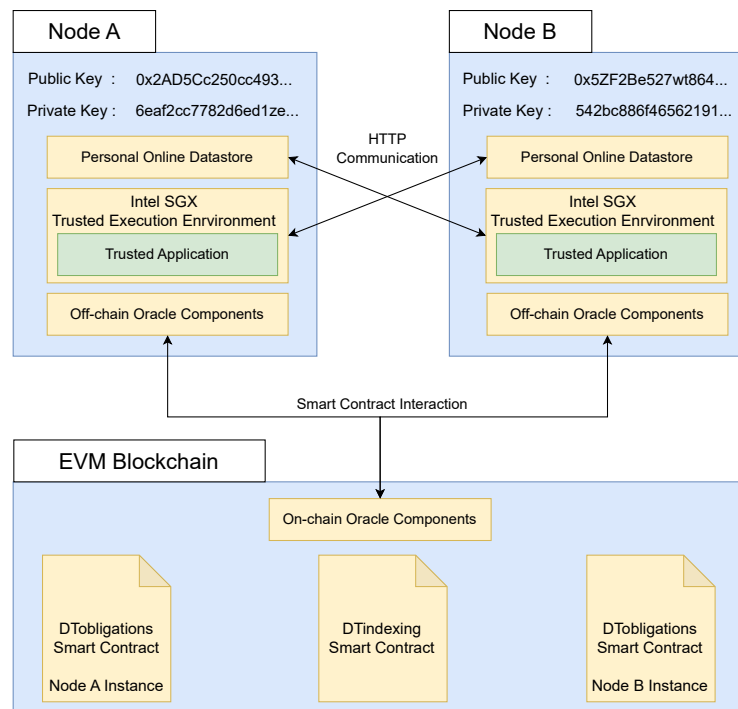 Node A
Node B
Public Key : 0x2AD5Cc250cc493...
Private Key : 6eaf2cc7782d6ed1ze...
Public Key : 0x5ZF2Be527wt864...
Private Key : 542bc886f46562191...
HTTP
Communication
Personal Online Datastore
Intel SGX
Trusted Execution Enrvironment
Trusted Application
Off-chain Oracle Components
Personal Online Datastore
Intel SGX
Trusted Execution Enrvironment
Trusted Application
Off-chain Oracle Components
Smart Contract Interaction
EVM Blockchain
On-chain Oracle Components
DTobligations
Smart Contract
Node A Instance
DTindexing
Smart Contract
DTobligations
Smart Contract
Node B Instance